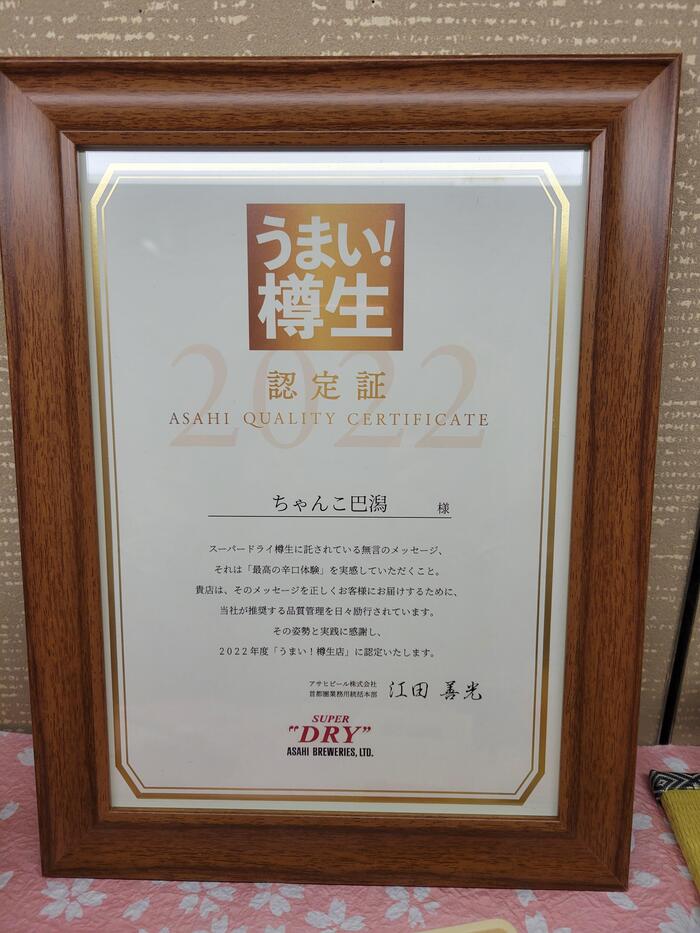 うまい!
樽生
2022
認定証
ASAHI QUALITY CERTIFICATE
ちゃんこ巴潟 様
スーパードライ樽生に託されている無言のメッセージ、
それは「最高の辛口体験」を実感していただくこと。
貴店は、そのメッセージを正しくお客様にお届けするために、
当社が推奨する品質管理を日々励行されています。
その姿勢と実践に感謝し、
2022年度「うまい！樽生店」に認定いたします。
アサヒビール株式会社
首都圏業務用統括本部 江田 善光
SUPER
"DRY"
ASAHI BREWERIES, LTD.